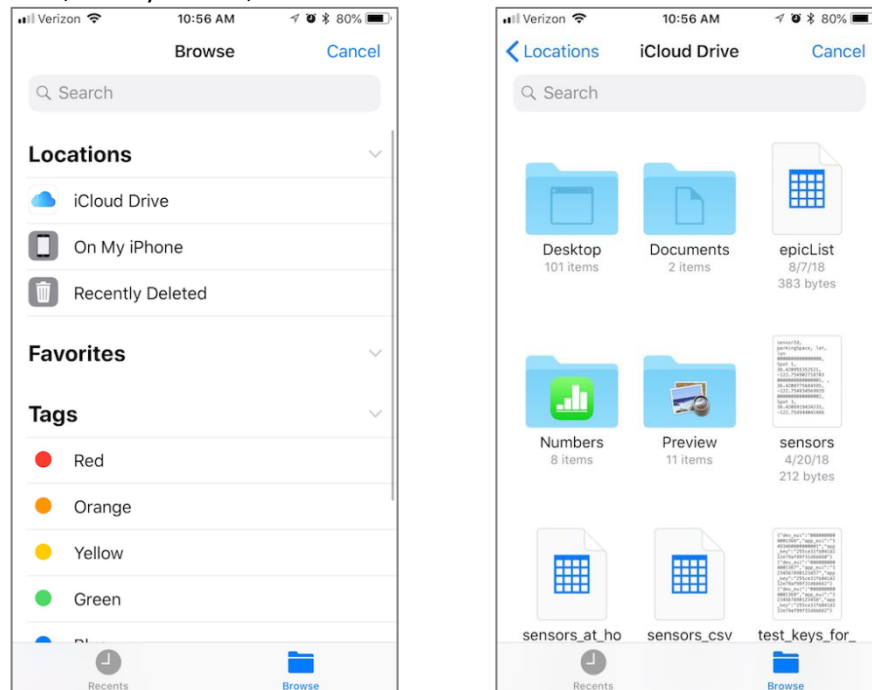 Verizon 10:56 AM 80%
Browse Cancel
Search
Locations
iCloud Drive
On My iPhone
Recently Deleted
Favorites
Tags
Red
Orange
Yellow
Green
Recents Browse
Verizon 10:56 AM 80%
Locations iCloud Drive Cancel
Search
Desktop Documents epicList
101 items 2 items 8/7/18
383 bytes
sensorId,
parkingSpace, lat,
Numbers Preview sensors
8 items 11 items 4/20/18
212 bytes
sensors_at_ho sensors_csv test_keys_for_
Recents Browse